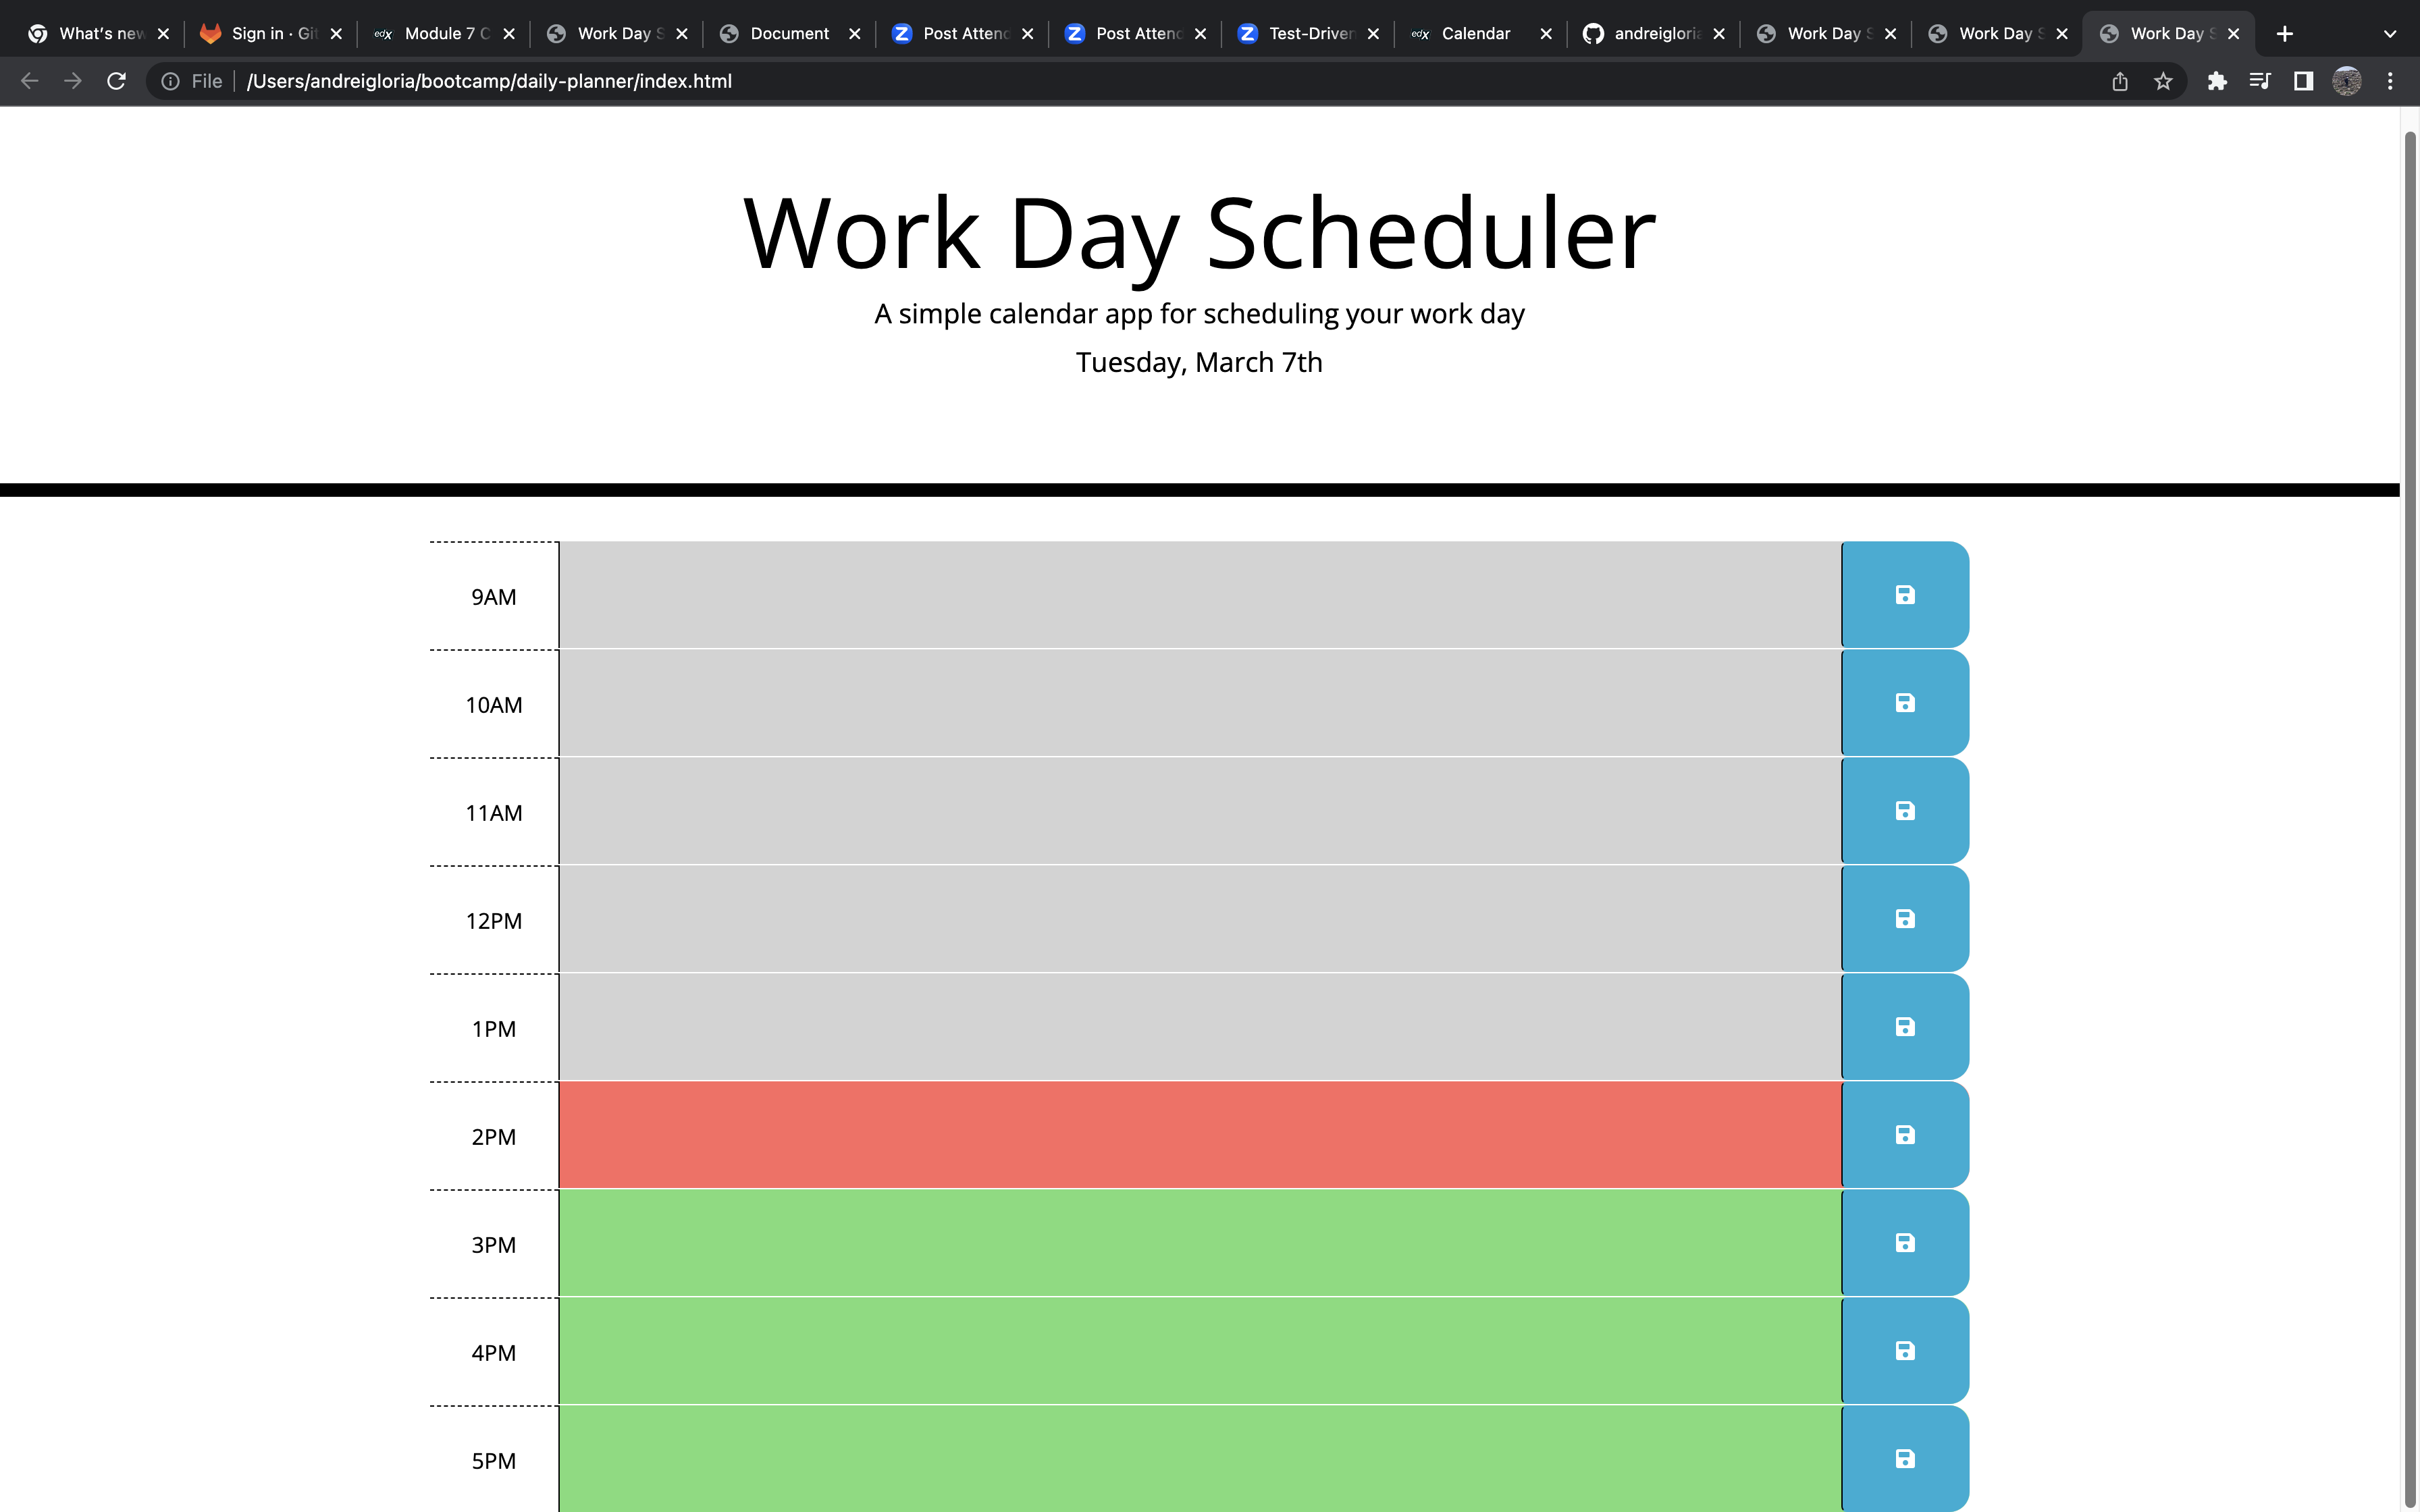 What's new
Sign in · Git
edX Module 7 C
Work Day S
Document
Post Attend
Post Attend
Test-Driven
edX Calendar
andreigloria
Work Day S
Work Day S
Work Day S
File /Users/andreigloria/bootcamp/daily-planner/index.html
Work Day Scheduler
A simple calendar app for scheduling your work day
Tuesday, March 7th
9AM
10AM
11AM
12PM
1PM
2PM
3PM
4PM
5PM